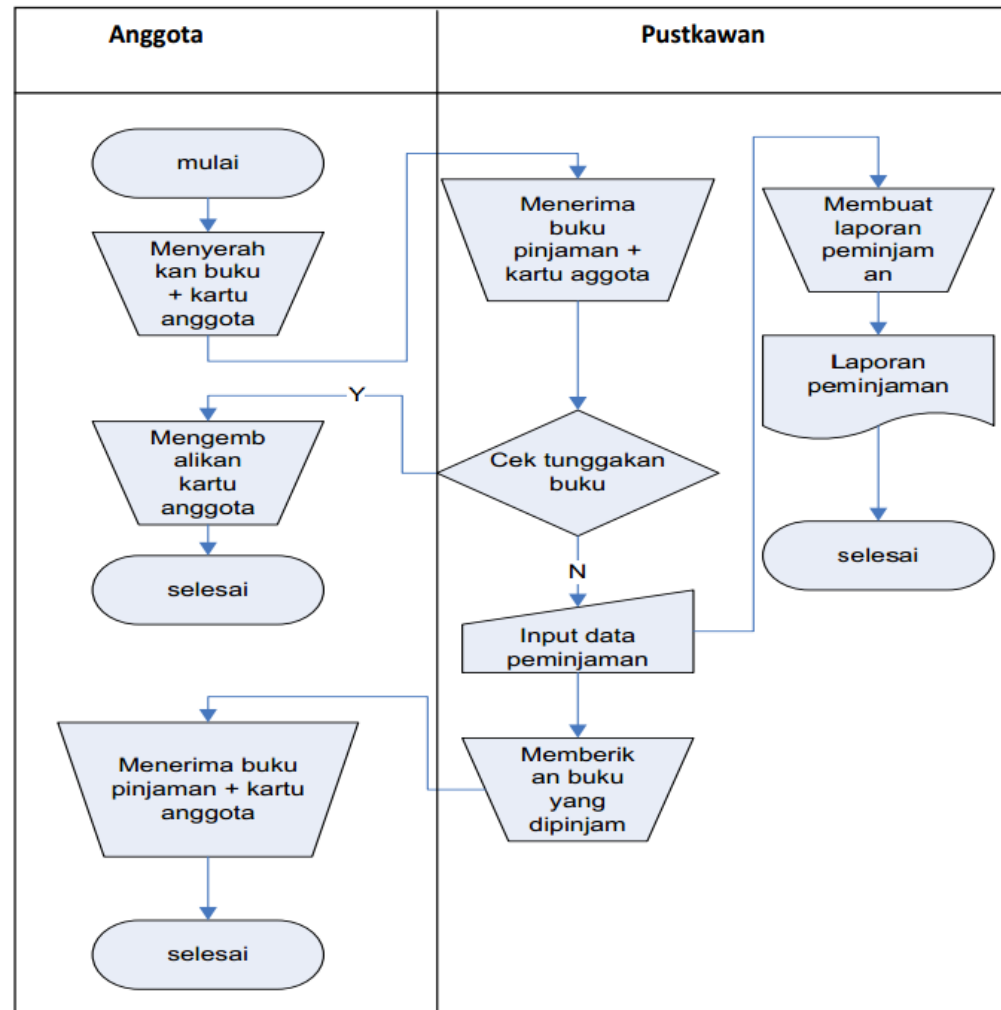 Anggota
Pustkawan
mulai
Menyerah
kan buku
+ kartu
anggota
Menerima
buku
pinjaman +
kartu aggota
Membuat
laporan
peminjam
an
Laporan
peminjaman
Y
Mengemb
alikan
kartu
anggota
Cek tunggakan
buku
selesai
selesai
N
Input data
peminjaman
Menerima buku
pinjaman + kartu
anggota
Memberik
an buku
yang
dipinjam
selesai